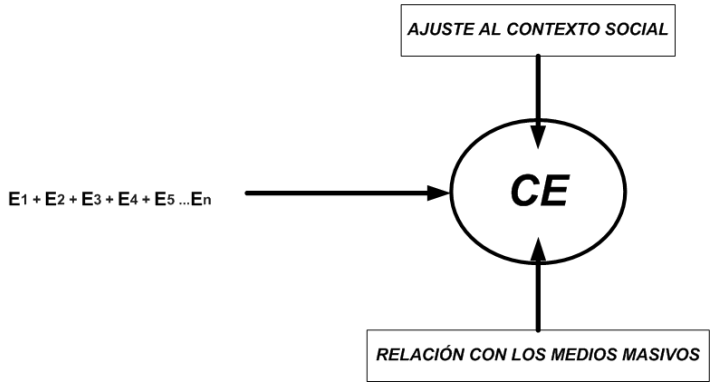 AJUSTE AL CONTEXTO SOCIAL
CE
E1 + E2 + E3 + E4 + E5 ...En
RELACIÓN CON LOS MEDIOS MASIVOS